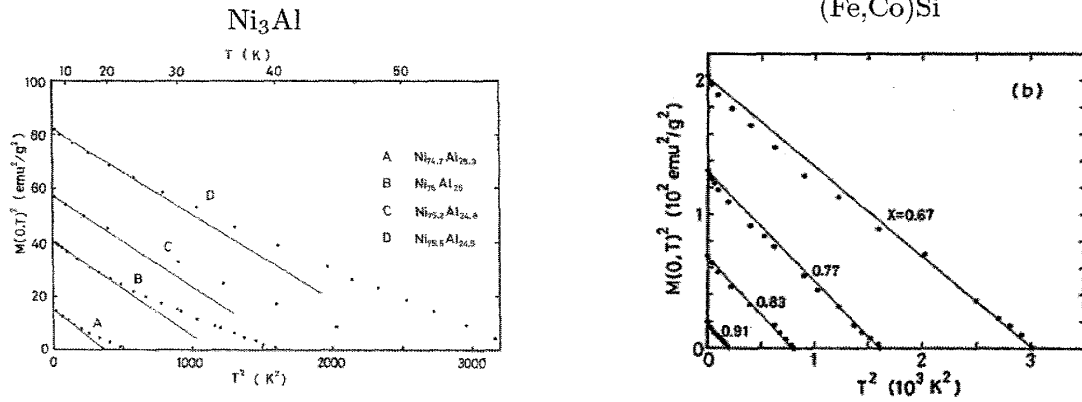 Ni₃Al
T (K)
10 20 30 40 50
100
80
60
40
20
0
M(0,T)² (emu²/g²)
A Ni₇₄.₇Al₂₅.₃
B Ni₇₅Al₂₅
C Ni₇₅.₂Al₂₄.₈
D Ni₇₅.₅Al₂₄.₅
D
C
B
A
0 1000 2000 3000
T² (K²)
(Fe,Co)Si
(b)
2
1
0
M(0,T)² (10² emu²/g²)
X=0.67
0.77
0.83
0.91
0 1 2 3
T² (10³ K²)